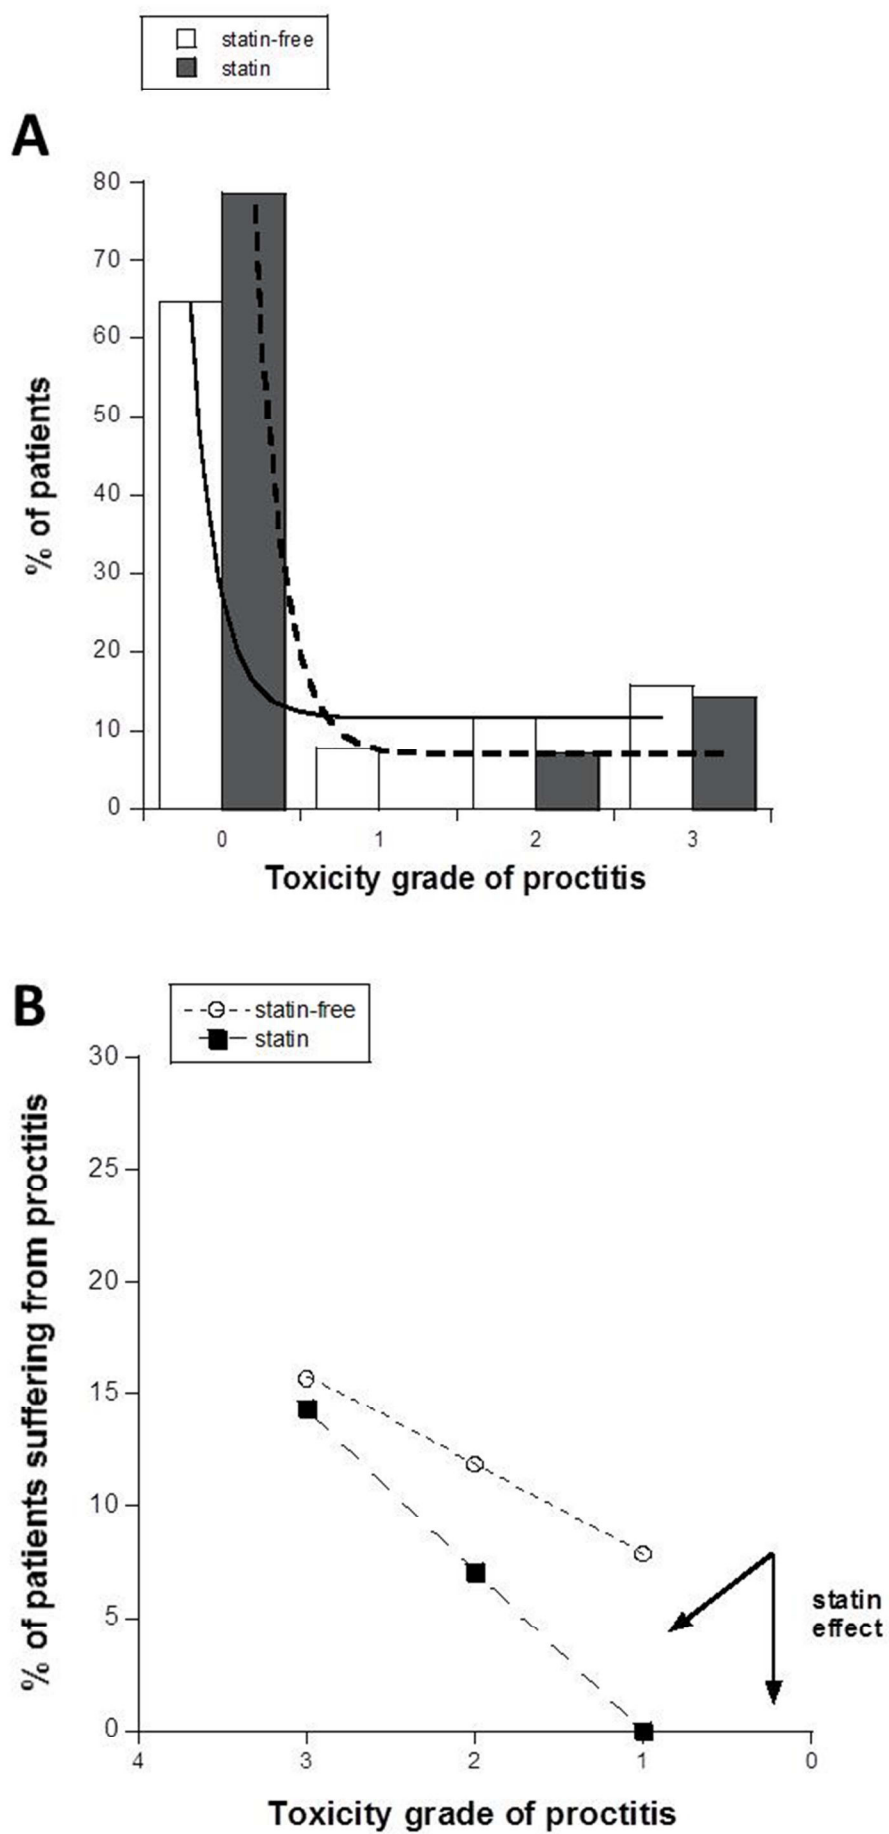 statin-free
statin
A
80
70
60
50
40
30
20
10
0
% of patients
0 1 2 3
Toxicity grade of proctitis
B
statin-free
statin
30
25
20
15
10
5
0
% of patients suffering from proctitis
statin
effect
4 3 2 1 0
Toxicity grade of proctitis